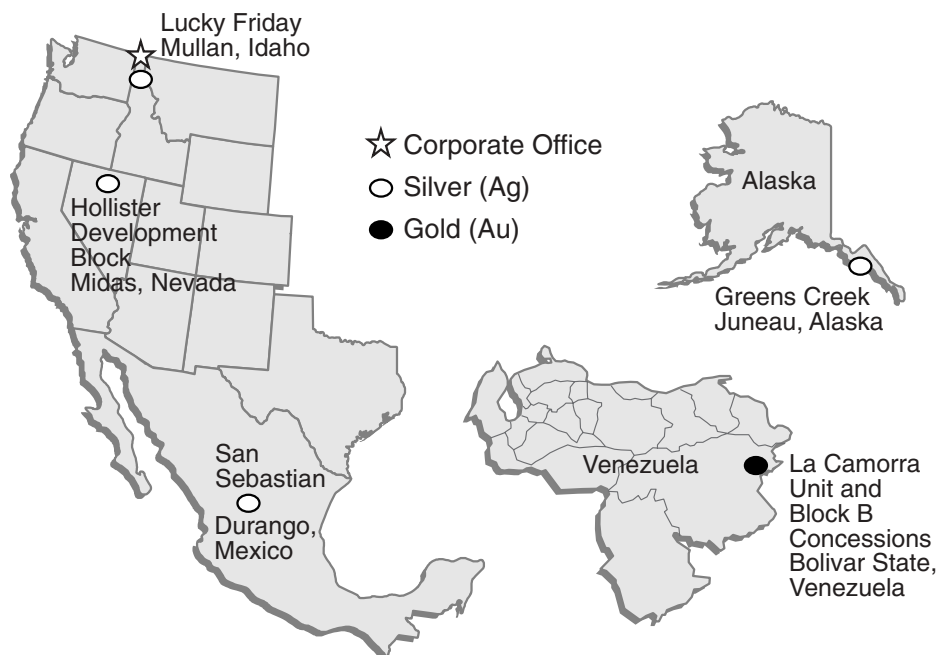 Lucky Friday
Mullan, Idaho
Corporate Office
Silver (Ag)
Gold (Au)
Hollister
Development
Block
Midas, Nevada
Alaska
Greens Creek
Juneau, Alaska
San
Sebastian
Durango,
Mexico
Venezuela
La Camorra
Unit and
Block B
Concessions
Bolivar State,
Venezuela